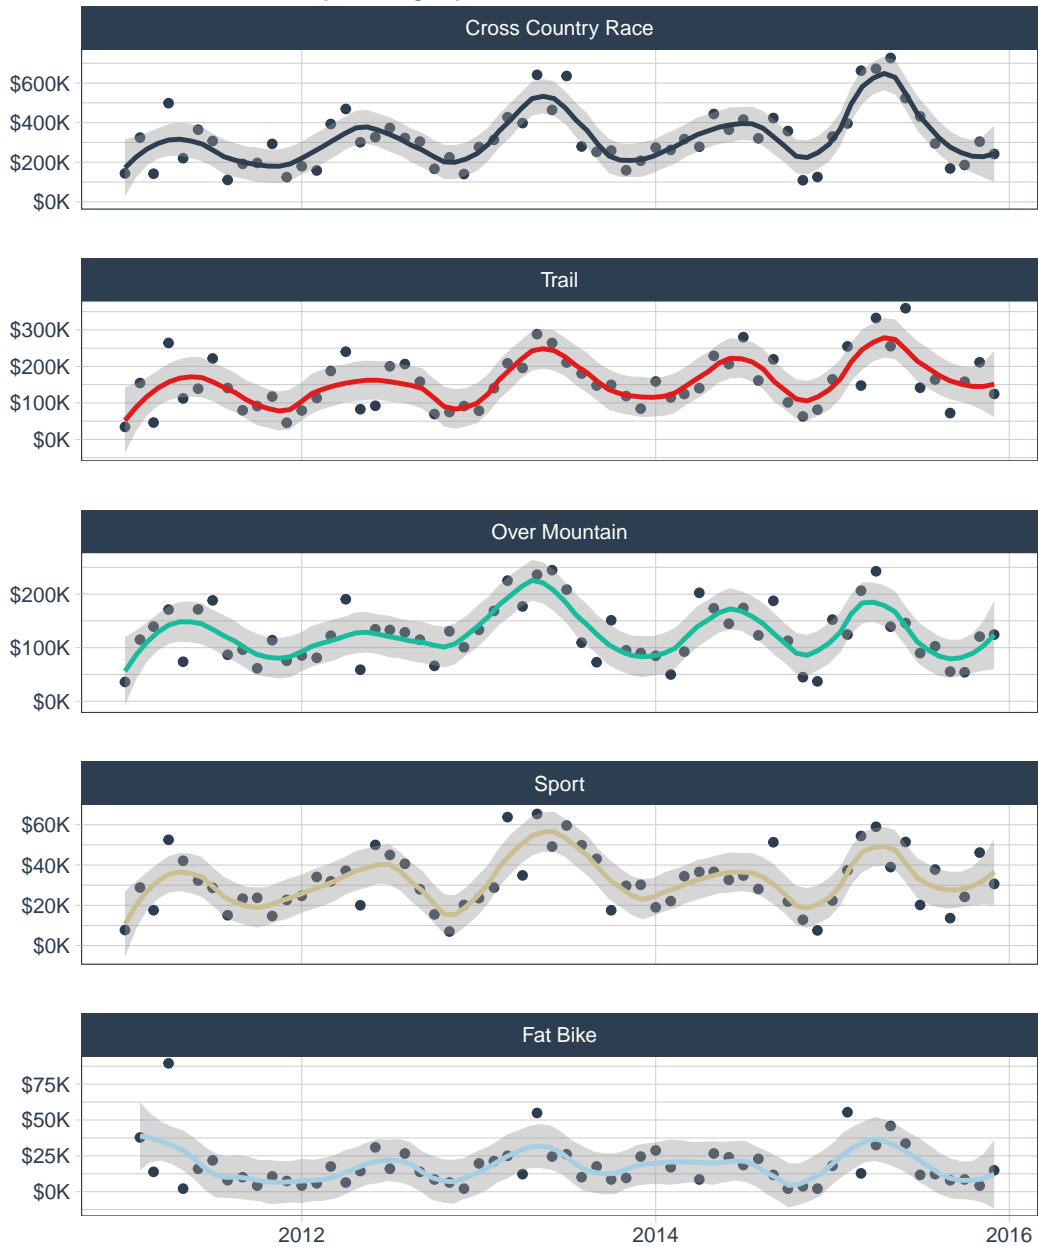 Cross Country Race
$600K
$400K
$200K
$0K
Trail
$300K
$200K
$100K
$0K
Over Mountain
$200K
$100K
$0K
Sport
$60K
$40K
$20K
$0K
Fat Bike
$75K
$50K
$25K
$0K
2012 2014 2016